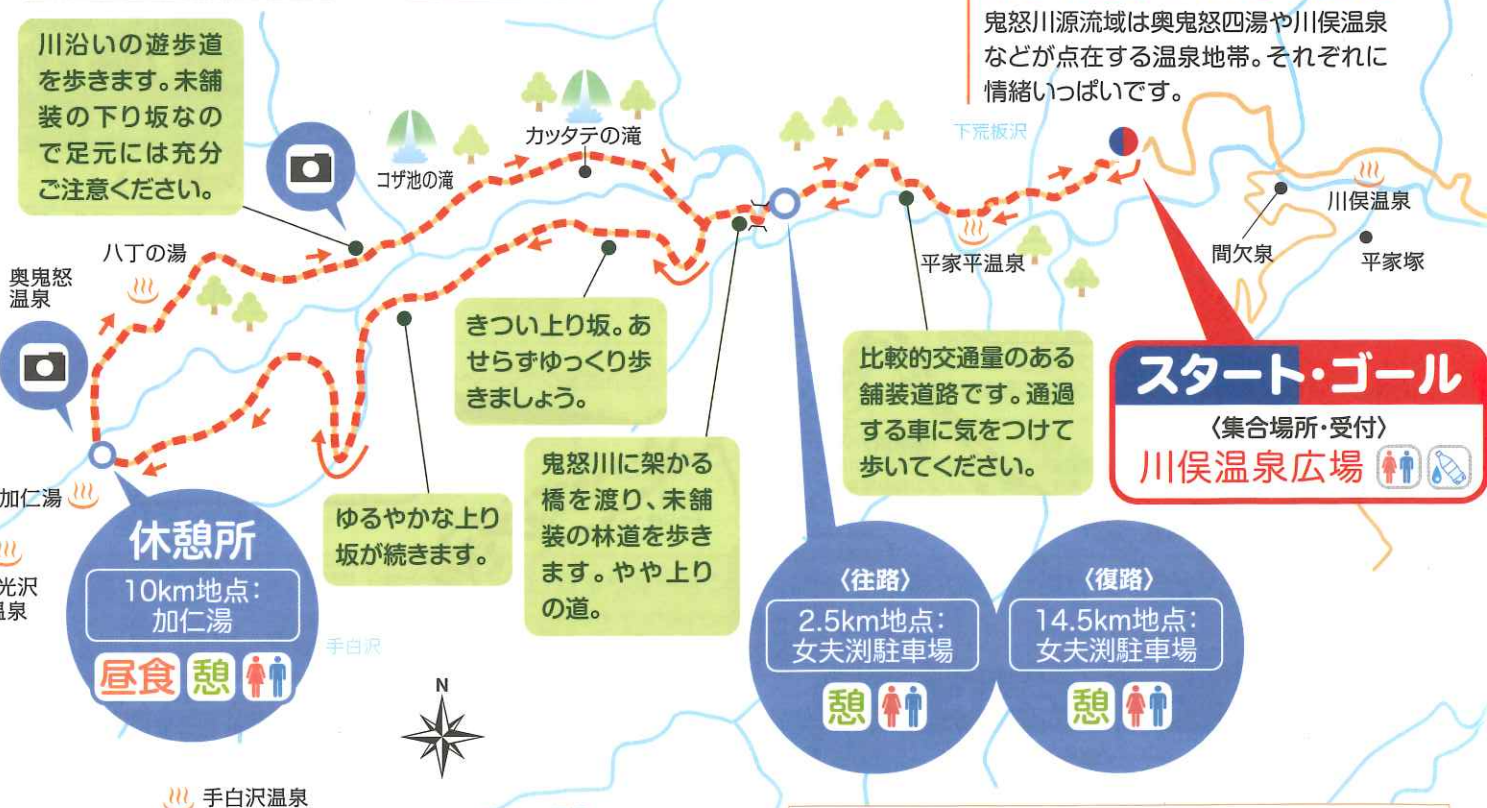 鬼怒川源流域は奥鬼怒四湯や川俣温泉
などが点在する温泉地帯。それぞれに
情緒いっぱいです。
川沿いの遊歩道
を歩きます。未舗
装の下り坂なの
で足元には充分
ご注意ください。
コザ池の滝
カッタテの滝
下荒板沢
川俣温泉
間欠泉
平家塚
平家平温泉
八丁の湯
奥鬼怒
温泉
きつい上り坂。あ
せらずゆっくり歩
きましょう。
比較的交通量のある
舗装道路です。通過
する車に気をつけて
歩いてください。
スタート・ゴール
〈集合場所・受付〉
川俣温泉広場
鬼怒川に架かる
橋を渡り、未舗
装の林道を歩き
ます。やや上り
の道。
ゆるやかな上り
坂が続きます。
加仁湯
光沢
温泉
休憩所
10km地点：
加仁湯
昼食 憩
手白沢
〈往路〉
2.5km地点：
女夫渕駐車場
憩
〈復路〉
14.5km地点：
女夫渕駐車場
憩
N
手白沢温泉